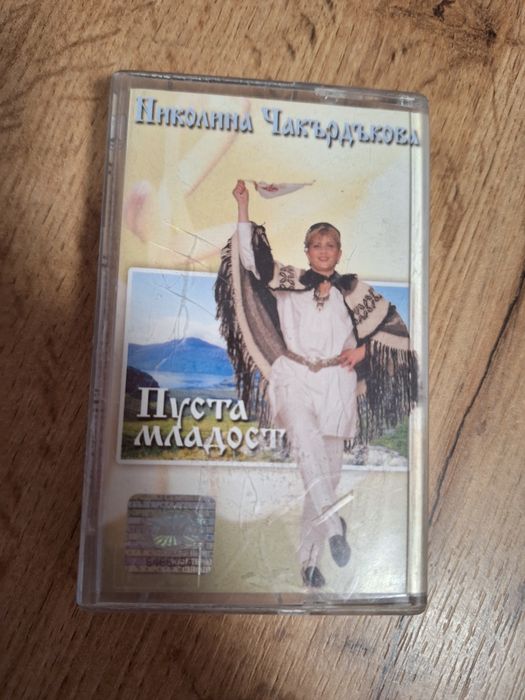 Николина Чакърдъкова
Пуста
младост